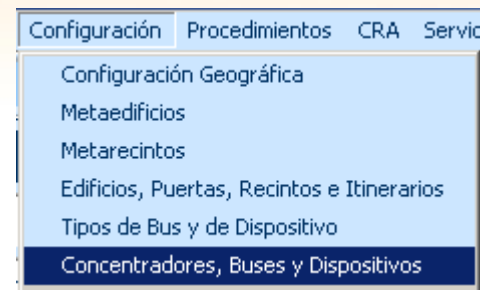 Configuración Procedimientos CRA Servic
Configuración Geográfica
Metaedificios
Metarecintos
Edificios, Puertas, Recintos e Itinerarios
Tipos de Bus y de Dispositivo
Concentradores, Buses y Dispositivos